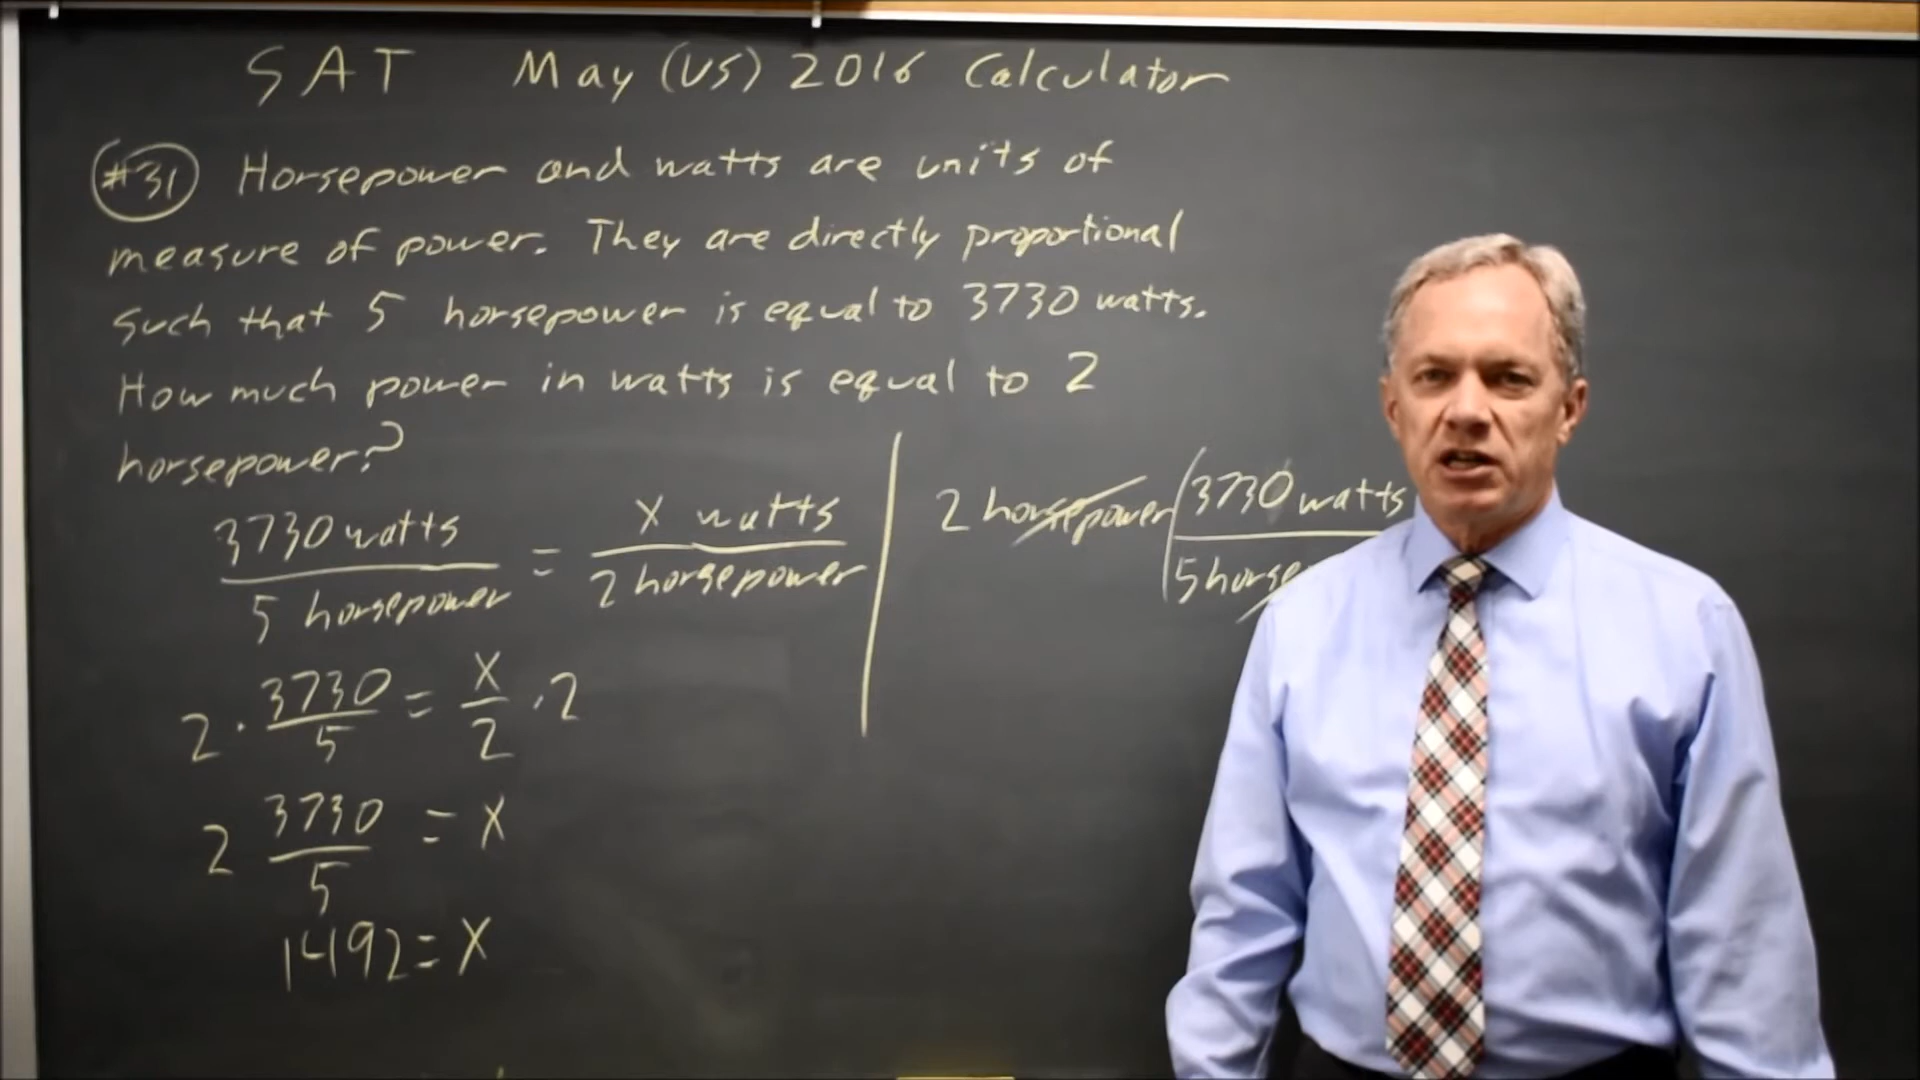 SAT May (US) 2016 Calculator
#31 Horsepower and watts are units of
measure of power. They are directly proportional
such that 5 horsepower is equal to 3730 watts.
How much power in watts is equal to 2
horsepower?
3730 watts / 5 horsepower = X watts / 2 horsepower
2 · 3730 / 5 = X / 2 · 2
2 3730 / 5 = X
1492 = X
2 horsepower (3730 watts
5